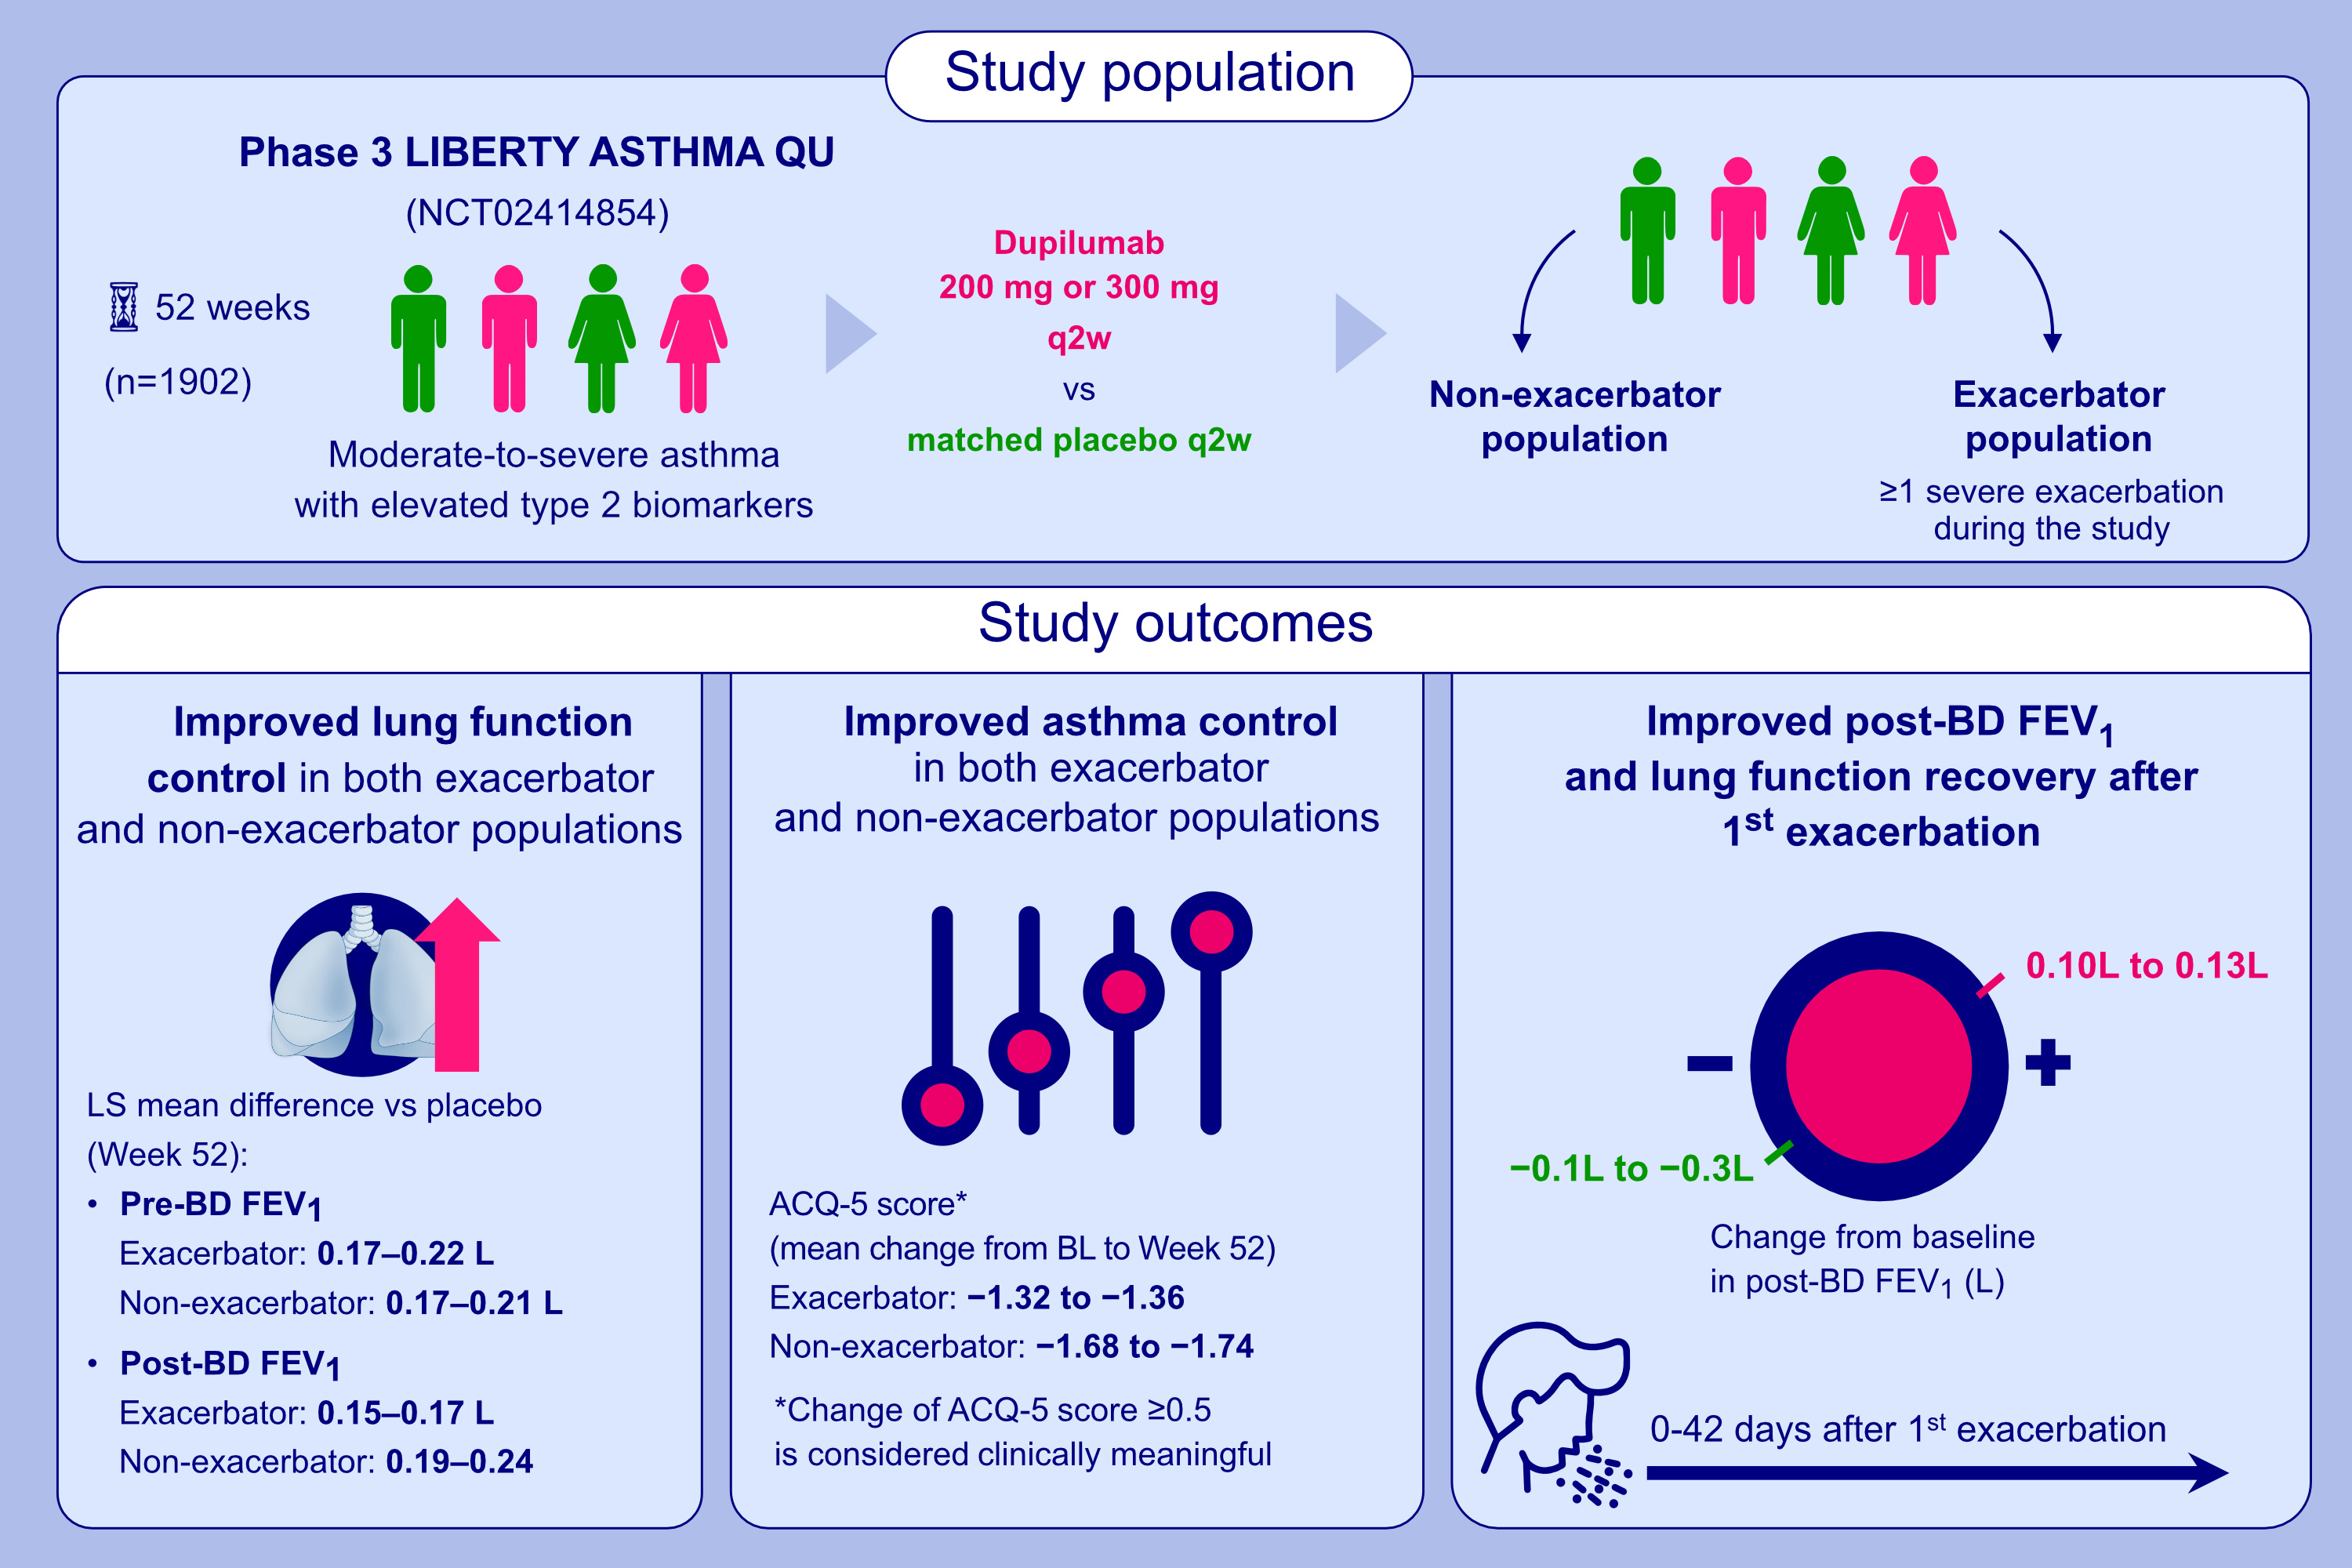 Study population
Phase 3 LIBERTY ASTHMA QU
(NCT02414854)
52 weeks
(n=1902)
Moderate-to-severe asthma
with elevated type 2 biomarkers
Dupilumab
200 mg or 300 mg
q2w
vs
matched placebo q2w
Non-exacerbator
population
Exacerbator
population
≥1 severe exacerbation
during the study
Study outcomes
Improved lung function
control in both exacerbator
and non-exacerbator populations
LS mean difference vs placebo
(Week 52):
• Pre-BD FEV₁
Exacerbator: 0.17–0.22 L
Non-exacerbator: 0.17–0.21 L
• Post-BD FEV₁
Exacerbator: 0.15–0.17 L
Non-exacerbator: 0.19–0.24
Improved asthma control
in both exacerbator
and non-exacerbator populations
ACQ-5 score*
(mean change from BL to Week 52)
Exacerbator: −1.32 to −1.36
Non-exacerbator: −1.68 to −1.74
*Change of ACQ-5 score ≥0.5
is considered clinically meaningful
Improved post-BD FEV₁
and lung function recovery after
1st exacerbation
0.10L to 0.13L
− +
−0.1L to −0.3L
Change from baseline
in post-BD FEV₁ (L)
0-42 days after 1st exacerbation